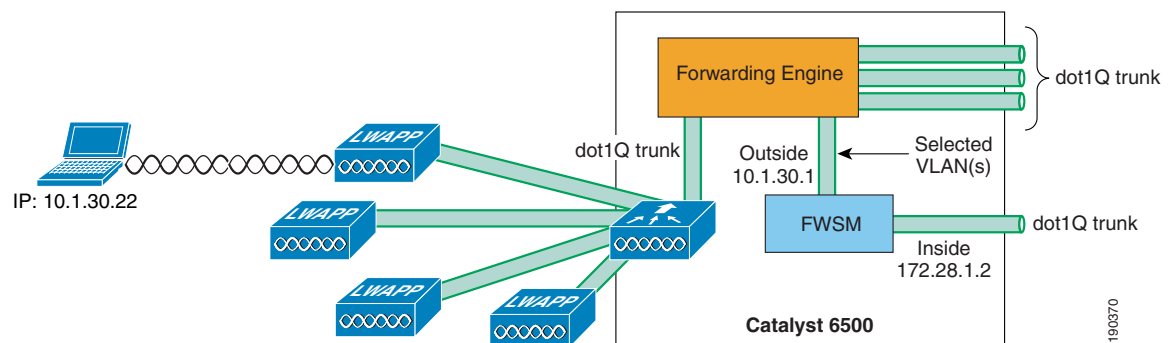 Forwarding Engine
dot1Q trunk
LWAPP
dot1Q trunk
Outside
10.1.30.1
Selected
VLAN(s)
IP: 10.1.30.22
LWAPP
FWSM
dot1Q trunk
Inside
172.28.1.2
LWAPP
LWAPP
Catalyst 6500
190370